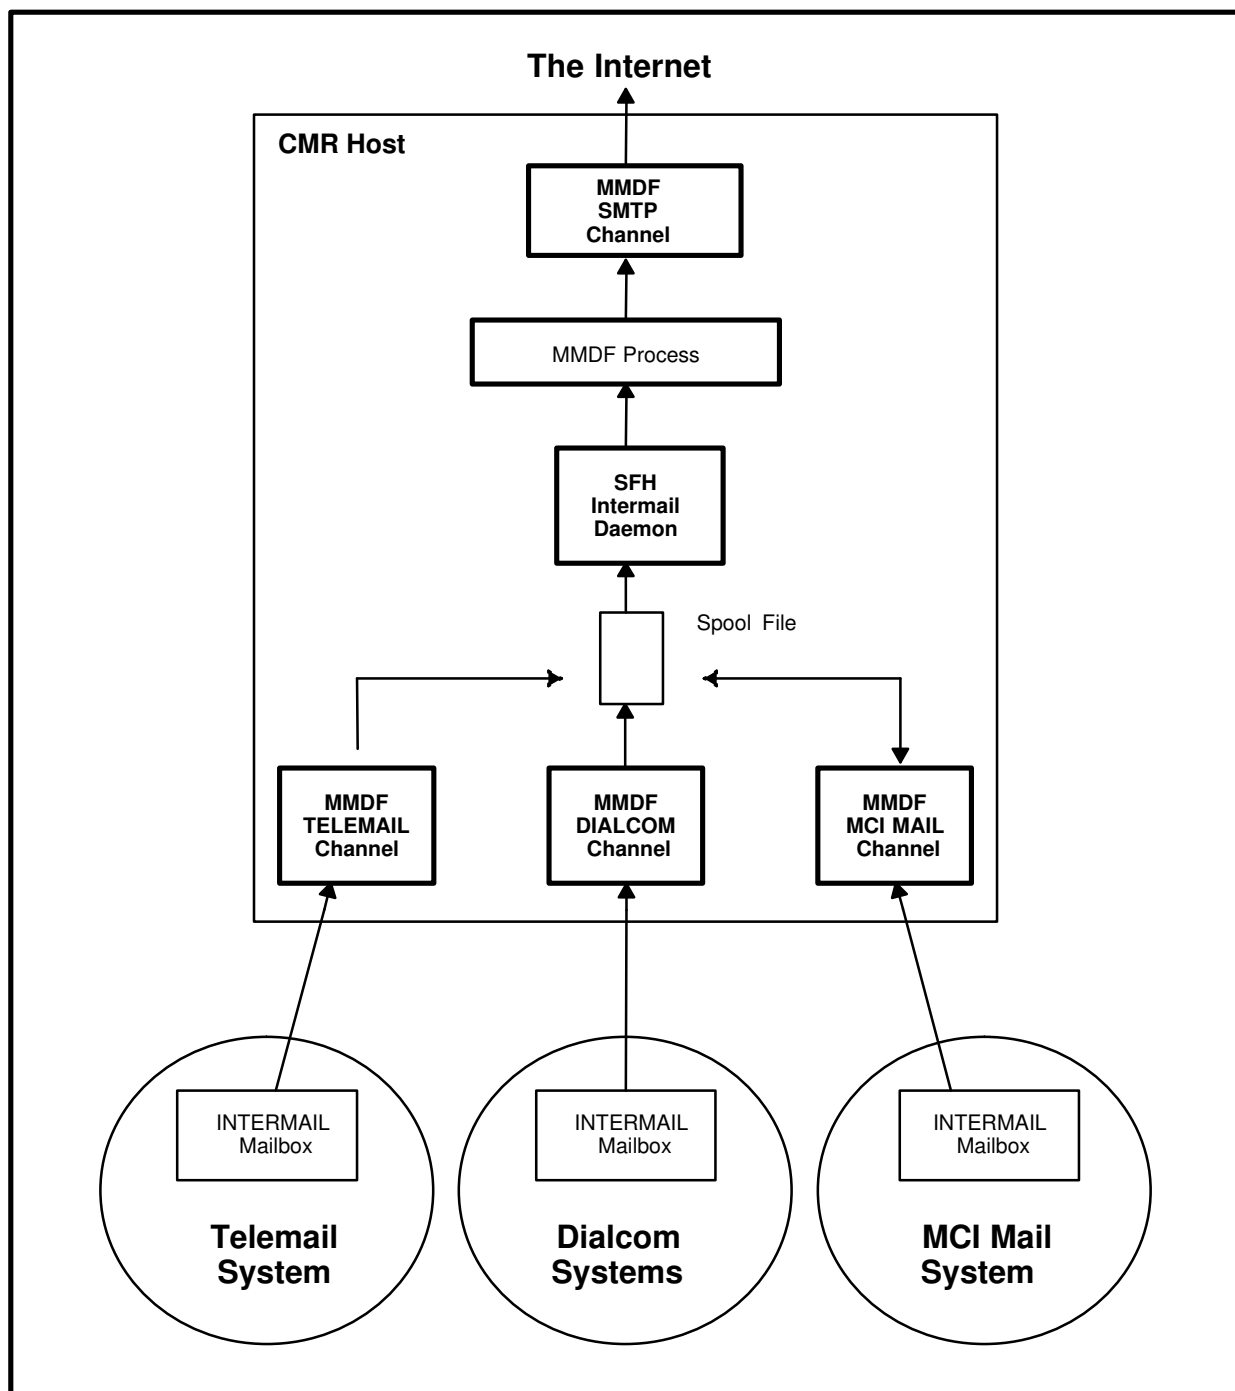 The Internet
CMR Host
MMDF
SMTP
Channel
MMDF Process
SFH
Intermail
Daemon
Spool File
MMDF
TELEMAIL
Channel
MMDF
DIALCOM
Channel
MMDF
MCI MAIL
Channel
INTERMAIL
Mailbox
INTERMAIL
Mailbox
INTERMAIL
Mailbox
Telemail
System
Dialcom
Systems
MCI Mail
System